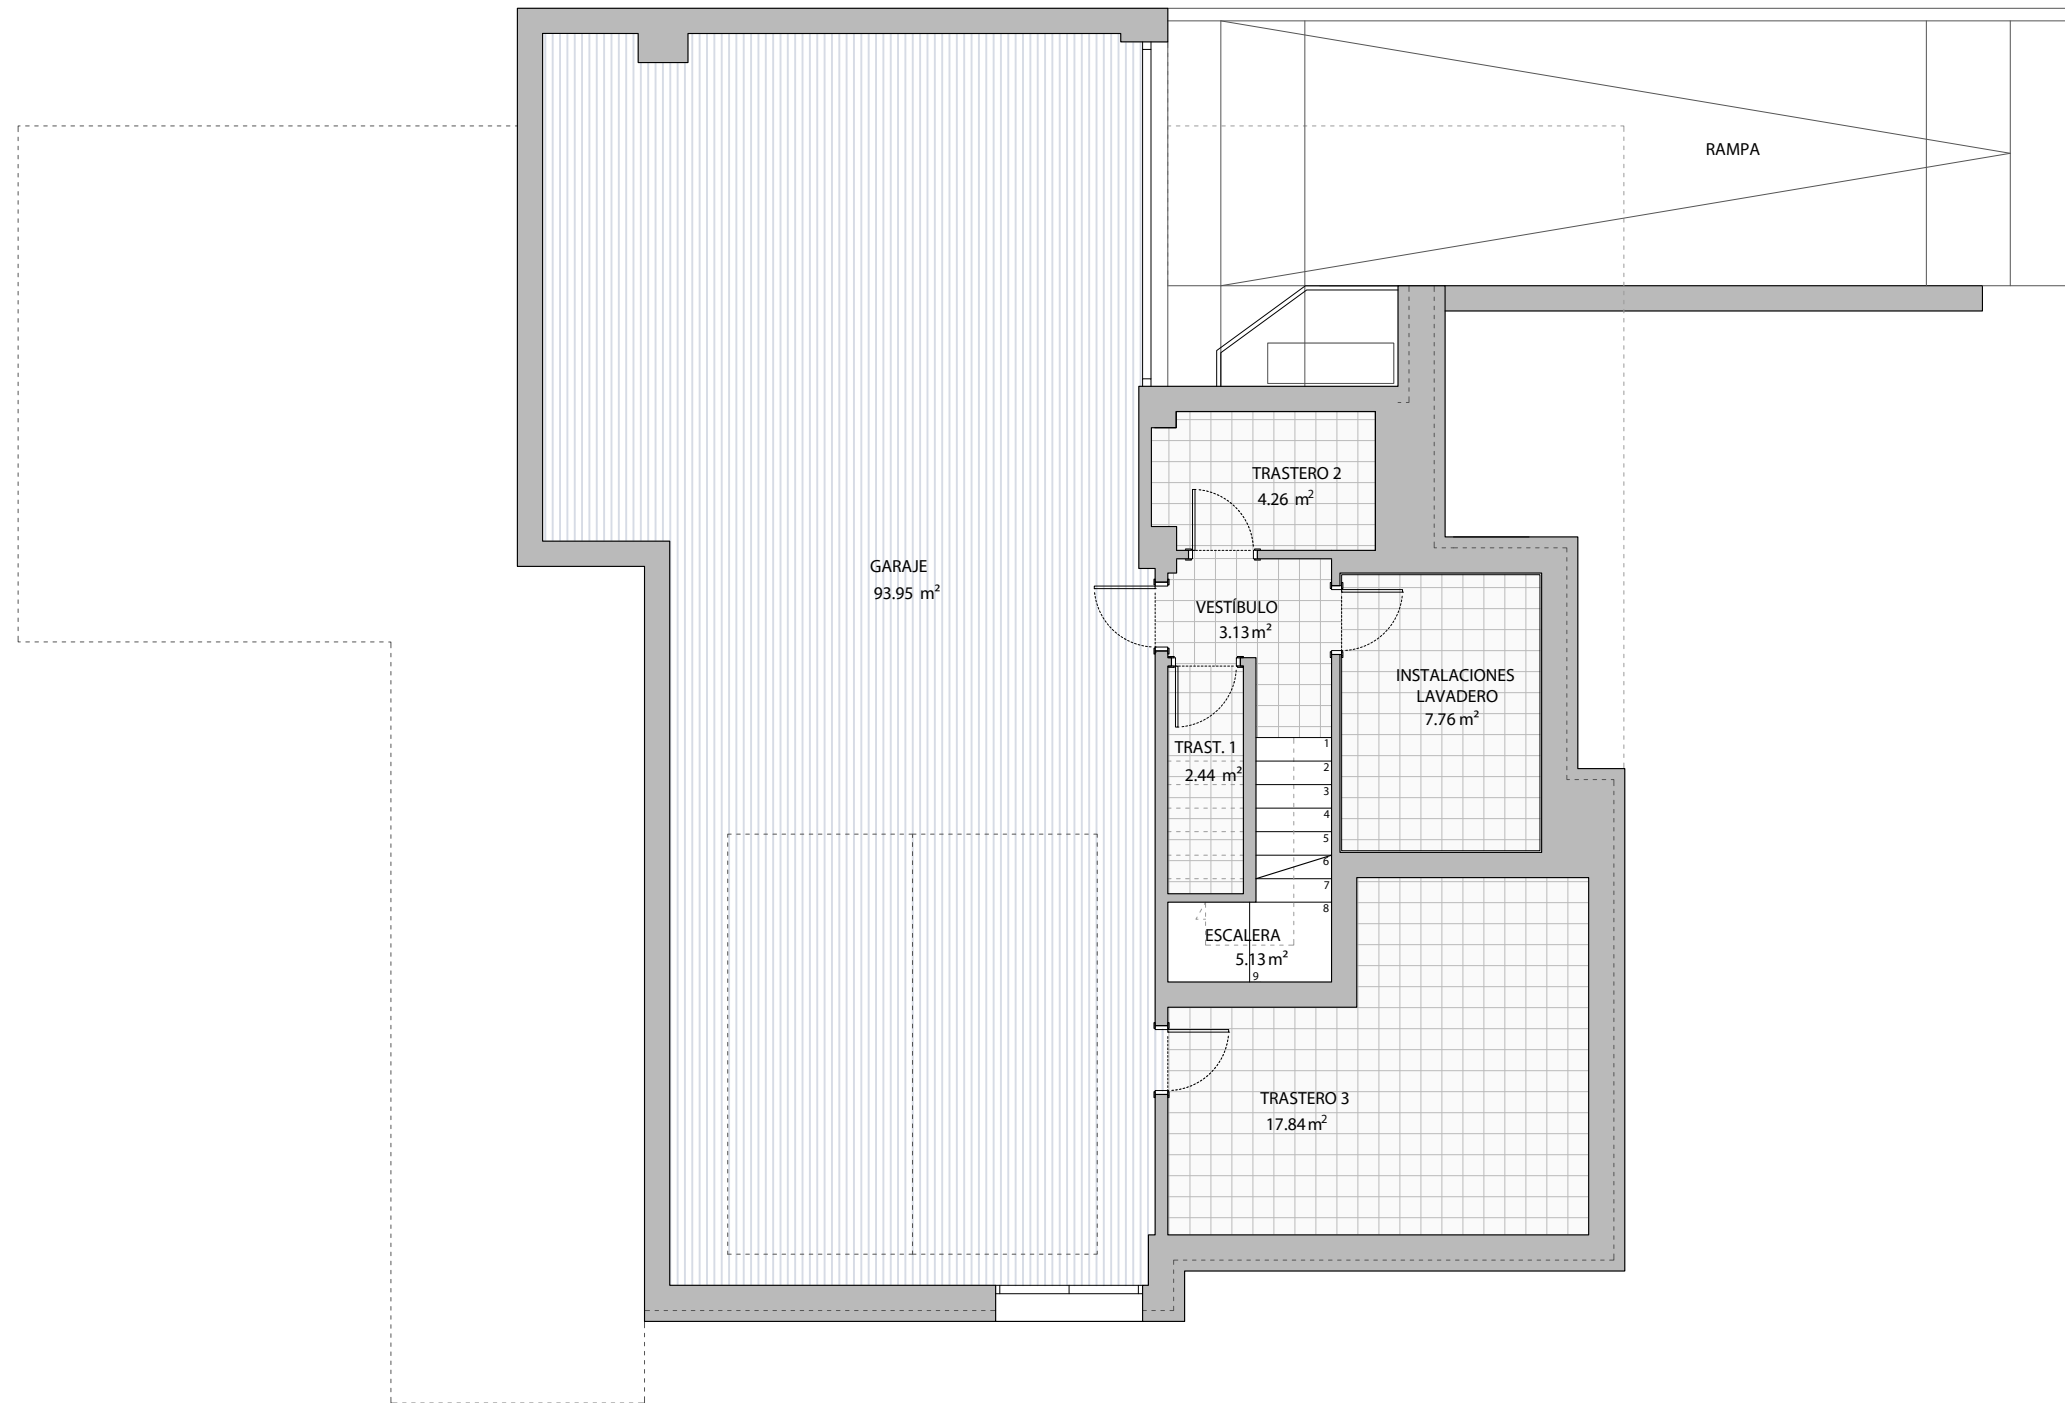 RAMPA
TRASTERO 2
4.26 m²
GARAJE
93.95 m²
VESTÍBULO
3.13 m²
INSTALACIONES
LAVADERO
7.76 m²
TRAST. 1
2.44 m²
1
2
3
4
5
6
7
8
ESCALERA
5.13 m²
9
TRASTERO 3
17.84 m²